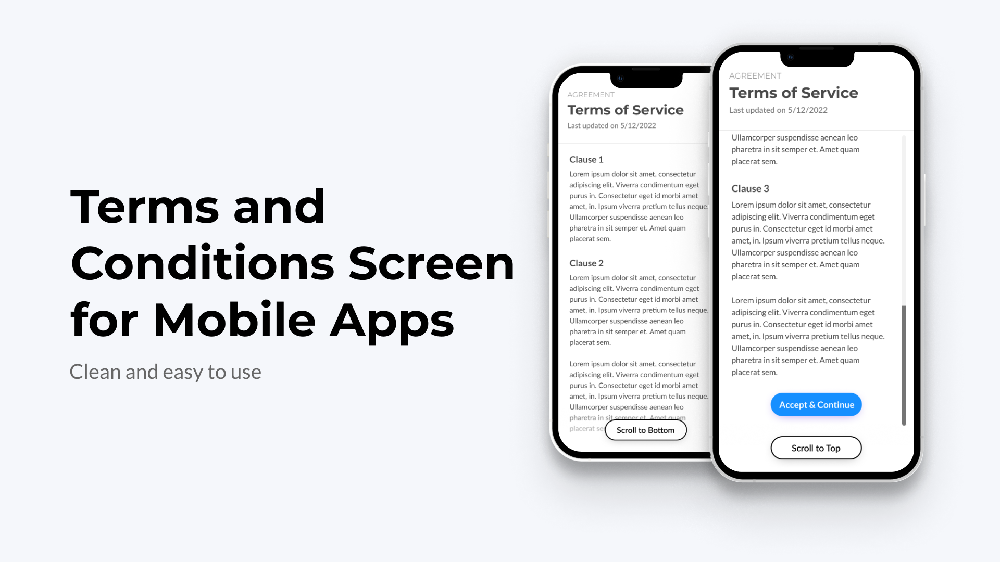 Terms and
Conditions Screen
for Mobile Apps
Clean and easy to use
AGREEMENT
Terms of Service
Last updated on 5/12/2022
Clause 1
Lorem ipsum dolor sit amet, consectetur
adipiscing elit. Viverra condimentum eget
purus in. Consectetur eget id morbi amet
amet, in. Ipsum viverra pretium tellus neque.
Ullamcorper suspendisse aenean leo
pharetra in sit semper et. Amet quam
placerat sem.
Clause 2
Lorem ipsum dolor sit amet, consectetur
adipiscing elit. Viverra condimentum eget
purus in. Consectetur eget id morbi amet
amet, in. Ipsum viverra pretium tellus neque.
Ullamcorper suspendisse aenean leo
pharetra in sit semper et. Amet quam
placerat sem.
Lorem ipsum dolor sit amet, consectetur
adipiscing elit. Viverra condimentum eget
purus in. Consectetur eget id morbi amet
amet, in. Ipsum viverra pretium tellus neque.
Ullamcorper suspendisse aenean leo
pharetra in sit semper et. Amet quam
placerat se
Scroll to Bottom
AGREEMENT
Terms of Service
Last updated on 5/12/2022
Ullamcorper suspendisse aenean leo
pharetra in sit semper et. Amet quam
placerat sem.
Clause 3
Lorem ipsum dolor sit amet, consectetur
adipiscing elit. Viverra condimentum eget
purus in. Consectetur eget id morbi amet
amet, in. Ipsum viverra pretium tellus neque.
Ullamcorper suspendisse aenean leo
pharetra in sit semper et. Amet quam
placerat sem.
Lorem ipsum dolor sit amet, consectetur
adipiscing elit. Viverra condimentum eget
purus in. Consectetur eget id morbi amet
amet, in. Ipsum viverra pretium tellus neque.
Ullamcorper suspendisse aenean leo
pharetra in sit semper et. Amet quam
placerat sem.
Accept & Continue
Scroll to Top